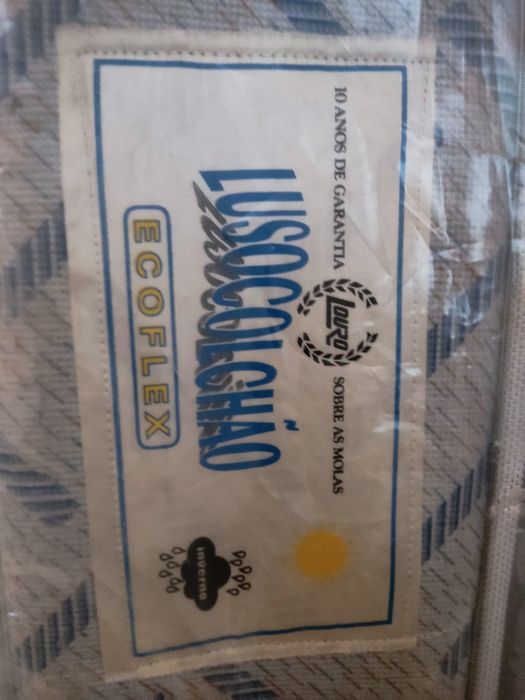 10 ANOS DE GARANTIA LOURO SOBRE AS MOLAS
LUSOCOLCHÃO
ECOFLEX
inverno